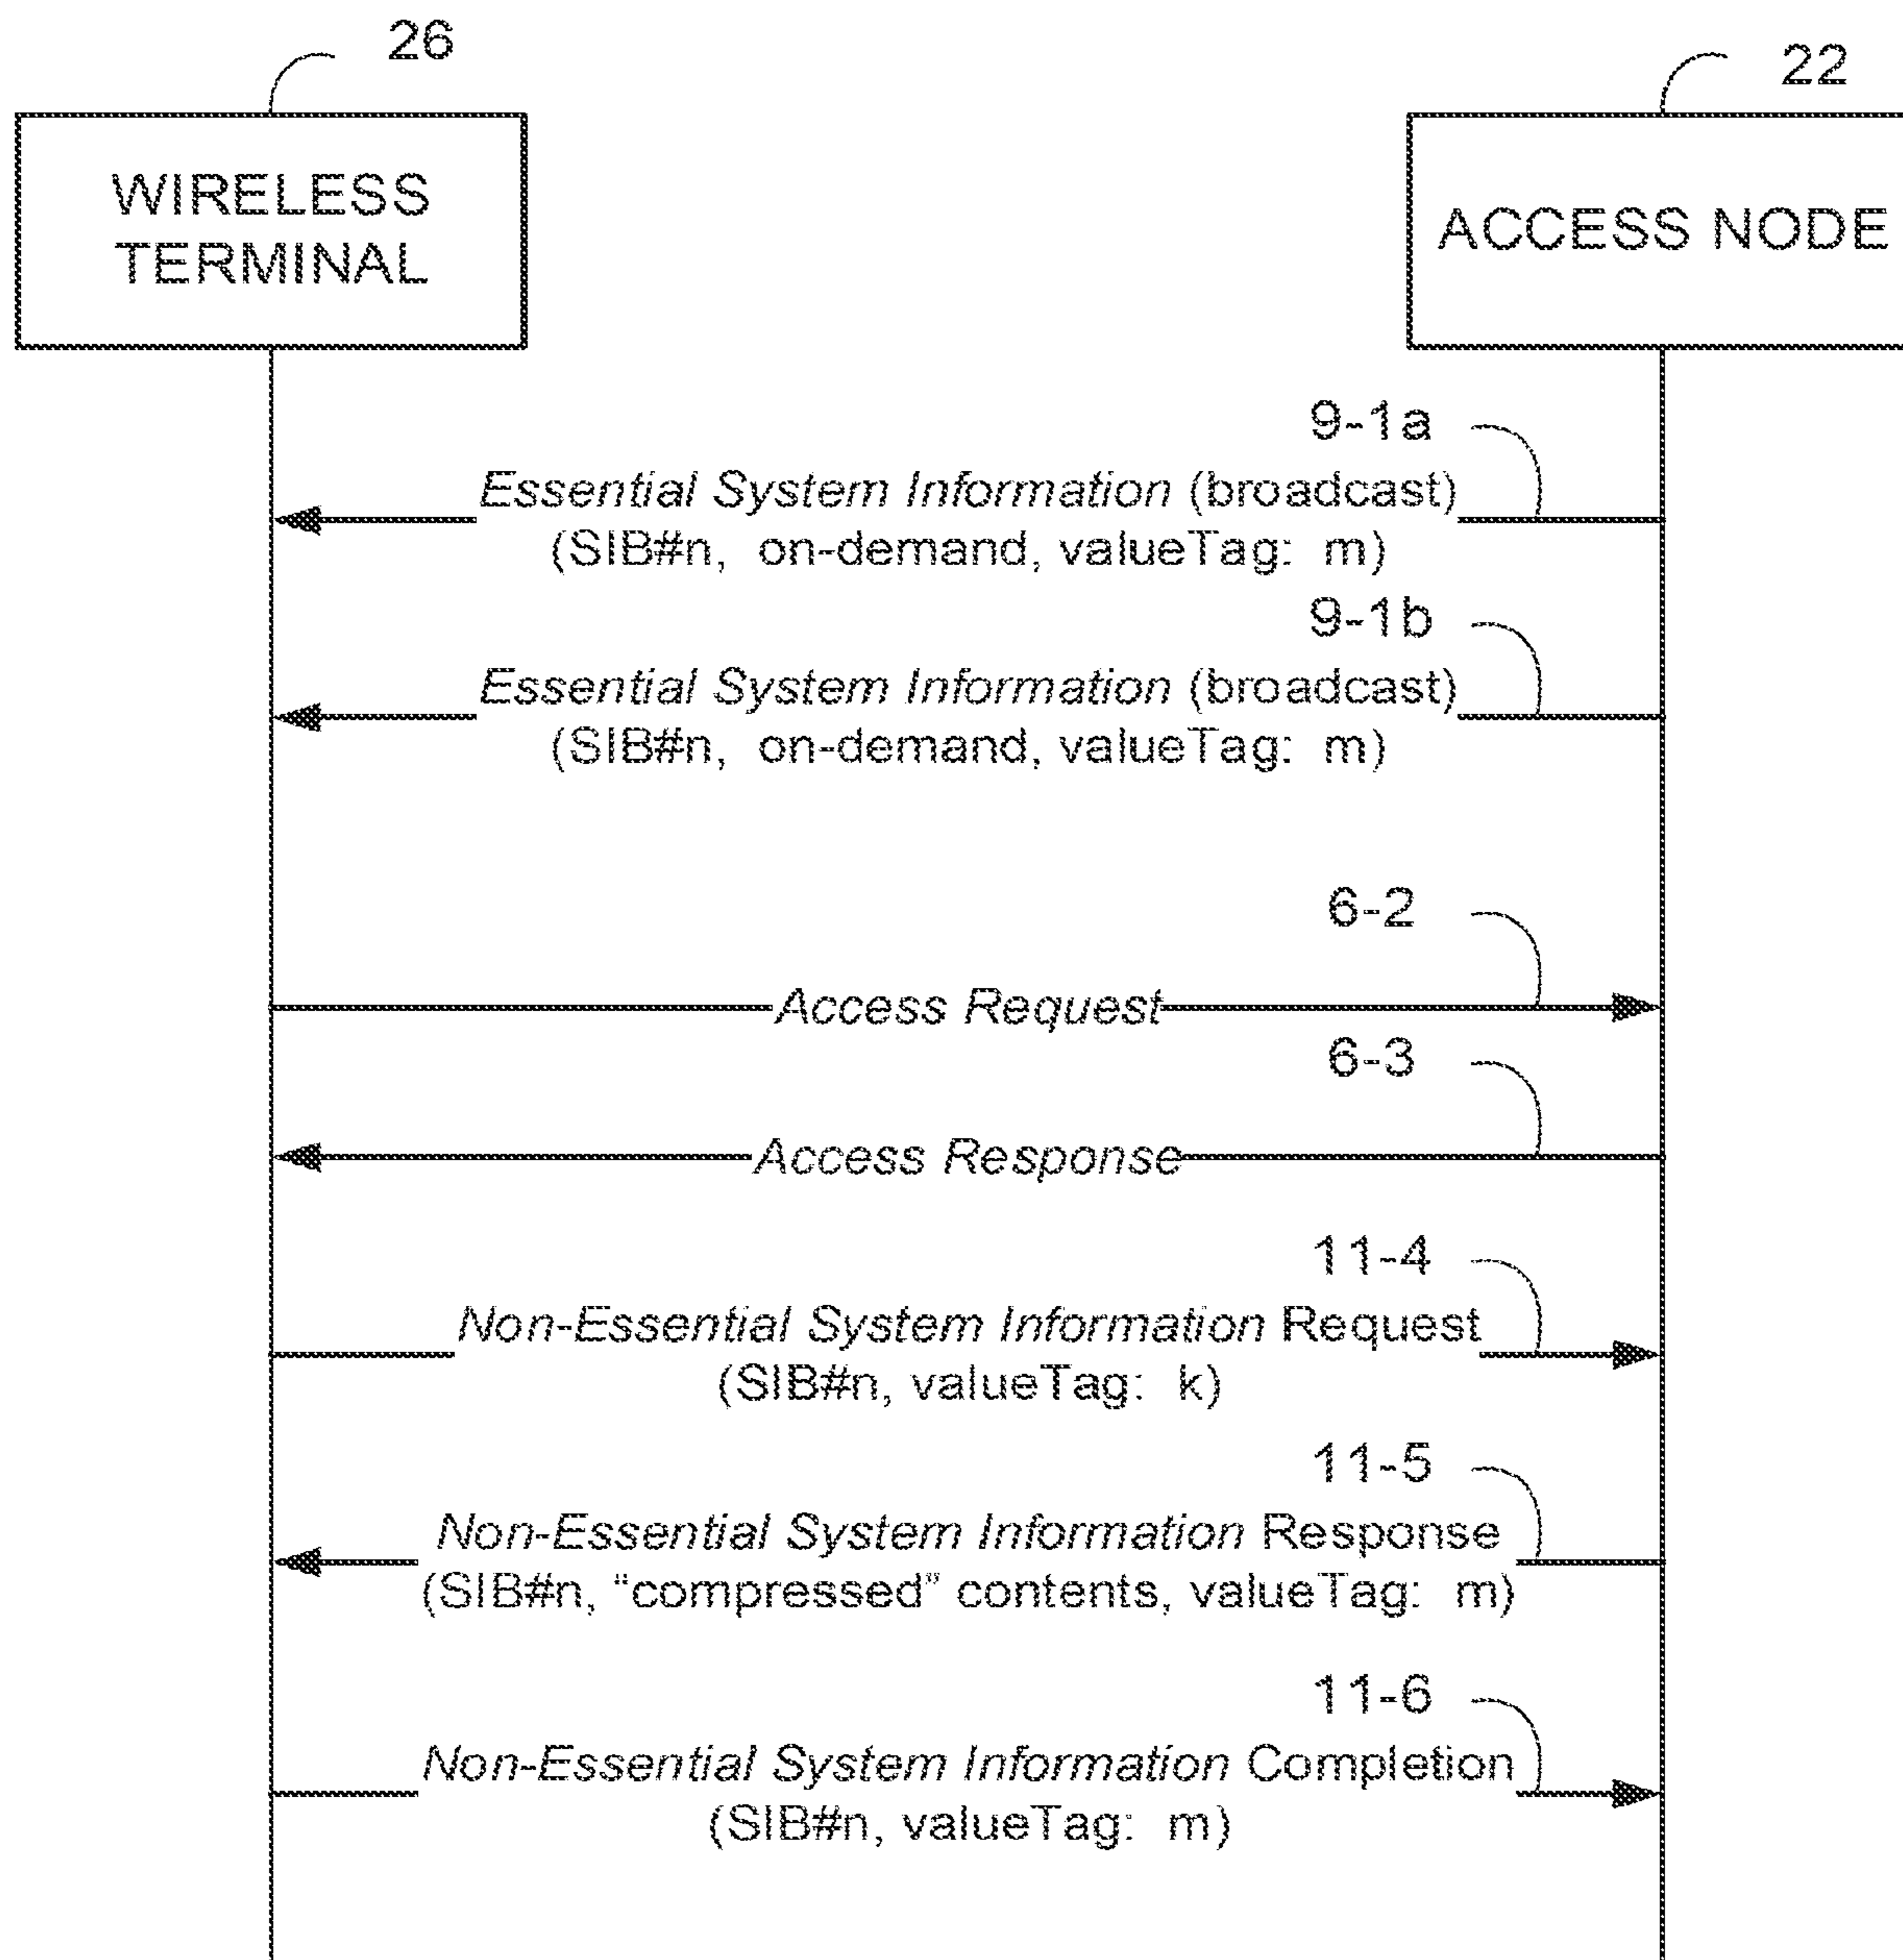 26
22
WIRELESS
TERMINAL
ACCESS NODE
9-1a
Essential System Information (broadcast)
(SIB#n, on-demand, valueTag: m)
9-1b
Essential System Information (broadcast)
(SIB#n, on-demand, valueTag: m)
6-2
Access Request
6-3
Access Response
11-4
Non-Essential System Information Request
(SIB#n, valueTag: k)
11-5
Non-Essential System Information Response
(SIB#n, “compressed” contents, valueTag: m)
11-6
Non-Essential System Information Completion
(SIB#n, valueTag: m)